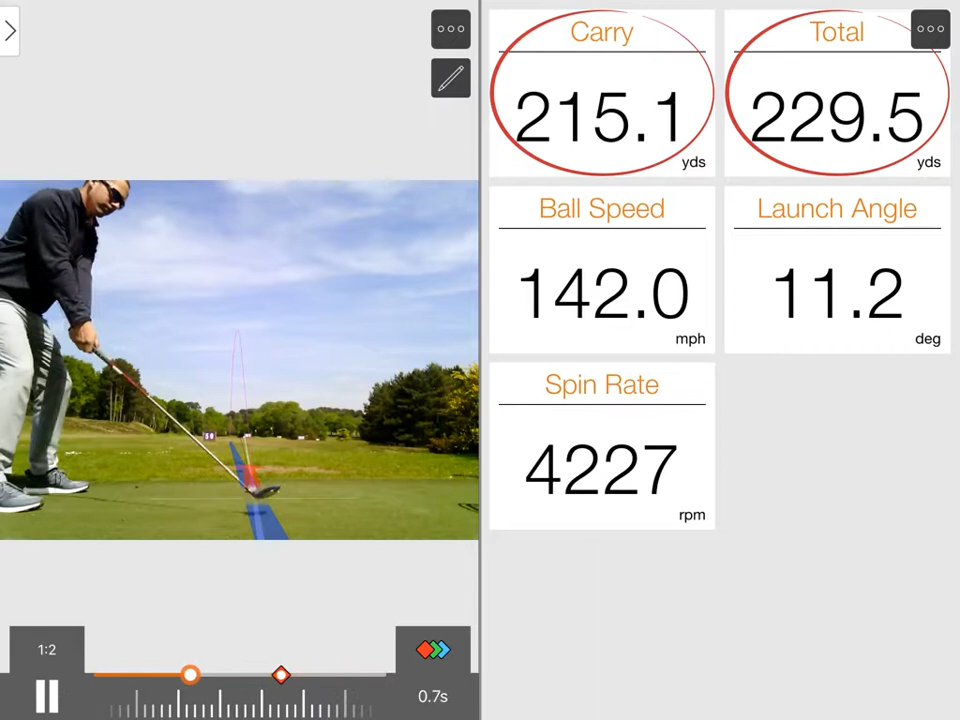 Carry
215.1
yds
Total
229.5
yds
Ball Speed
142.0
mph
Launch Angle
11.2
deg
Spin Rate
4227
rpm
50
1:2
0.7s